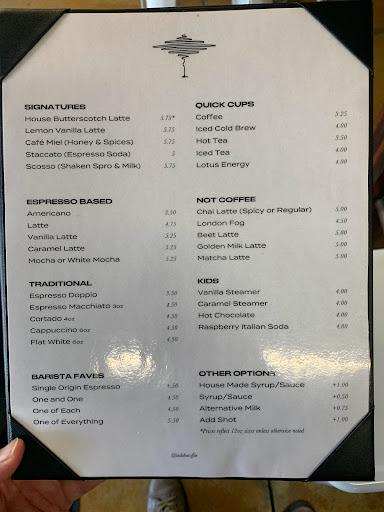 SIGNATURES
House Butterscotch Latte 5.75*
Lemon Vanilla Latte 5.75
Café Miel (Honey & Spices) 5.75
Staccato (Espresso Soda) 5
Scosso (Shaken Spro & Milk) 5.75
QUICK CUPS
Coffee 3.25
Iced Cold Brew 4.00
Hot Tea 3.50
Iced Tea 4.00
Lotus Energy 4.00
ESPRESSO BASED
Americano 3.50
Latte 4.75
Vanilla Latte 5.25
Caramel Latte 5.25
Mocha or White Mocha 5.25
NOT COFFEE
Chai Latte (Spicy or Regular) 5.00
London Fog 4.50
Beet Latte 5.00
Golden Milk Latte 5.00
Matcha Latte 5.00
TRADITIONAL
Espresso Doppio 3.50
Espresso Macchiato 3oz 4.50
Cortado 4oz 4.50
Cappuccino 6oz 4.50
Flat White 6oz 4.50
KIDS
Vanilla Steamer 4.00
Caramel Steamer 4.00
Hot Chocolate 4.00
Raspberry Italian Soda 4.00
BARISTA FAVES
Single Origin Espresso +.50
One and One 4.50
One of Each 4.50
One of Everything 5.50
OTHER OPTIONS
House Made Syrup/Sauce +1.00
Syrup/Sauce +0.50
Alternative Milk +0.75
Add Shot +1.00
*Prices reflect 12oz sizes unless otherwise noted